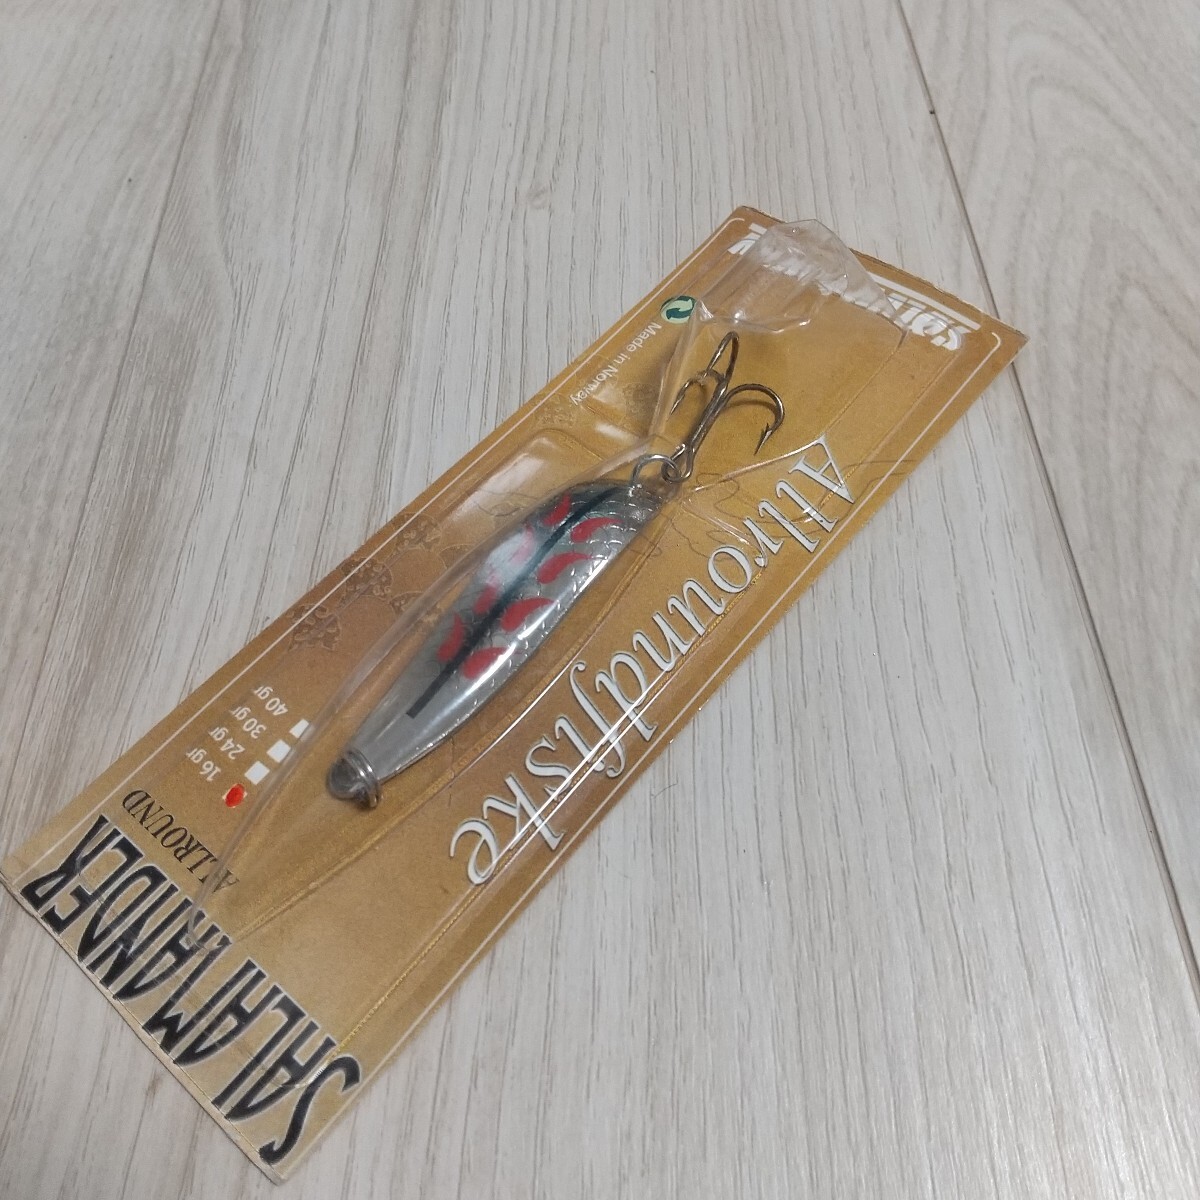 SALAMANDER
ALLROUND
16 gr
24 gr
30 gr
40 gr
Allroundfiske
Made in Norway